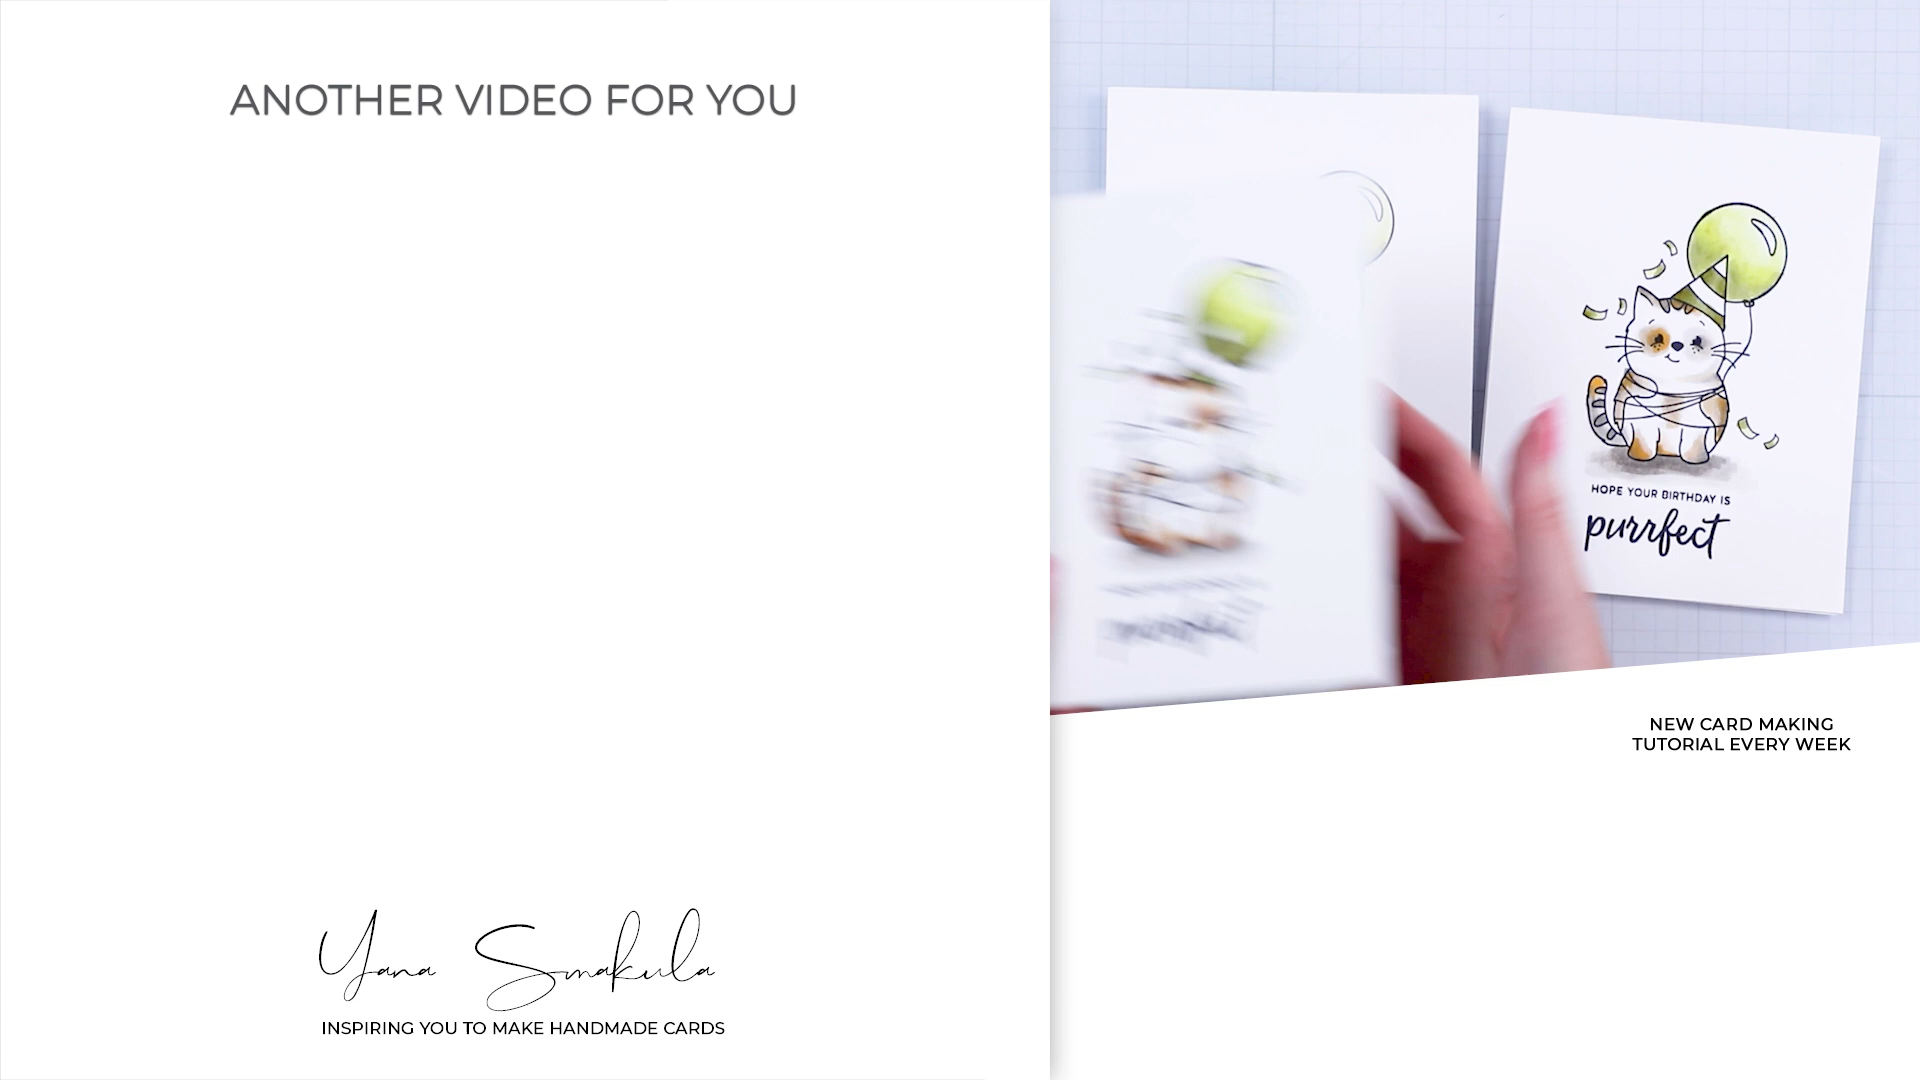 ANOTHER VIDEO FOR YOU
HOPE YOUR BIRTHDAY IS
purrfect
NEW CARD MAKING
TUTORIAL EVERY WEEK
Yana Smakula
INSPIRING YOU TO MAKE HANDMADE CARDS